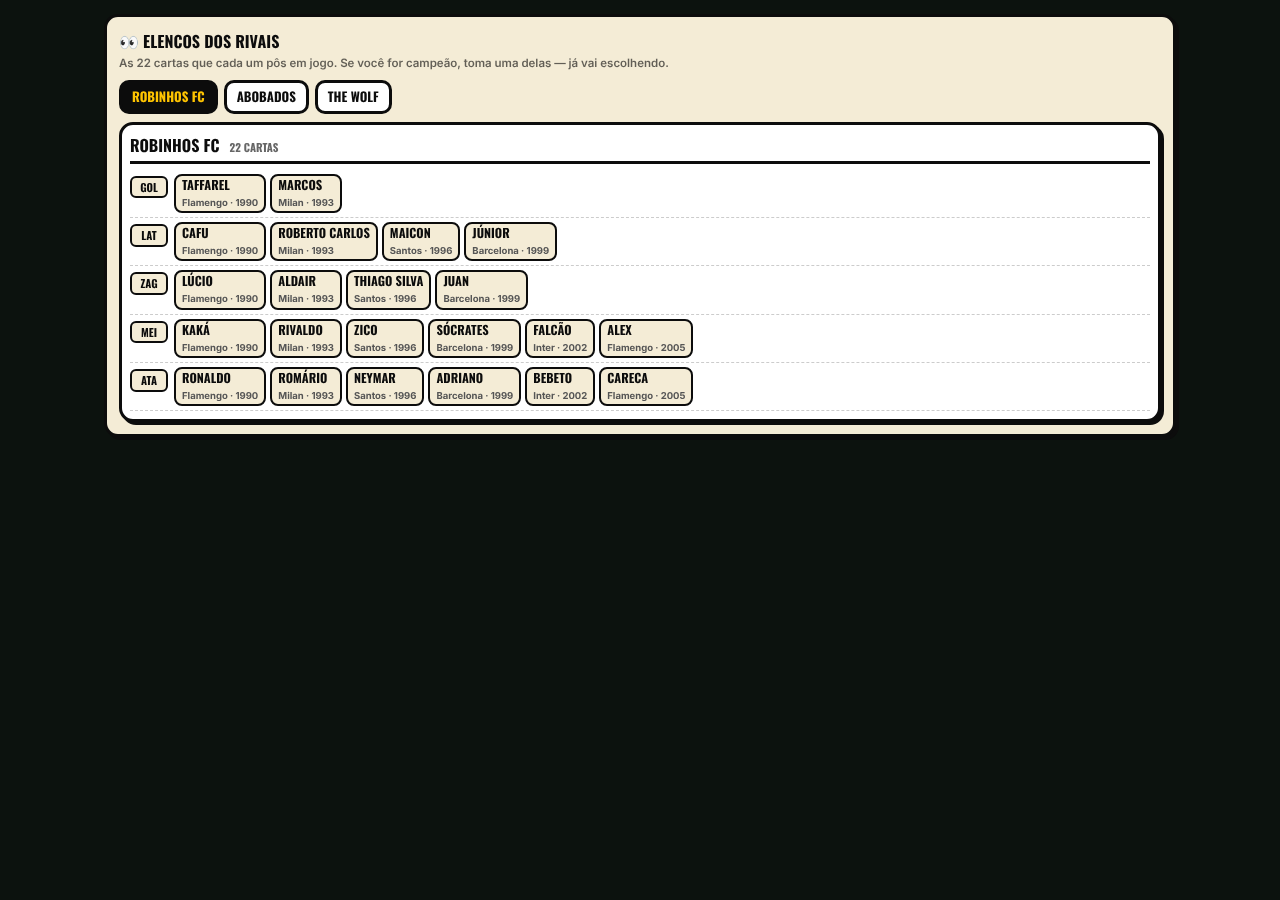 👀 ELENCOS DOS RIVAIS
As 22 cartas que cada um pôs em jogo. Se você for campeão, toma uma delas — já vai escolhendo.
ROBINHOS FC ABOBADOS THE WOLF
ROBINHOS FC 22 CARTAS
GOL TAFFAREL MARCOS
Flamengo · 1990 Milan · 1993
LAT CAFU ROBERTO CARLOS MAICON JÚNIOR
Flamengo · 1990 Milan · 1993 Santos · 1996 Barcelona · 1999
ZAG LÚCIO ALDAIR THIAGO SILVA JUAN
Flamengo · 1990 Milan · 1993 Santos · 1996 Barcelona · 1999
MEI KAKÁ RIVALDO ZICO SÓCRATES FALCÃO ALEX
Flamengo · 1990 Milan · 1993 Santos · 1996 Barcelona · 1999 Inter · 2002 Flamengo · 2005
ATA RONALDO ROMÁRIO NEYMAR ADRIANO BEBETO CARECA
Flamengo · 1990 Milan · 1993 Santos · 1996 Barcelona · 1999 Inter · 2002 Flamengo · 2005